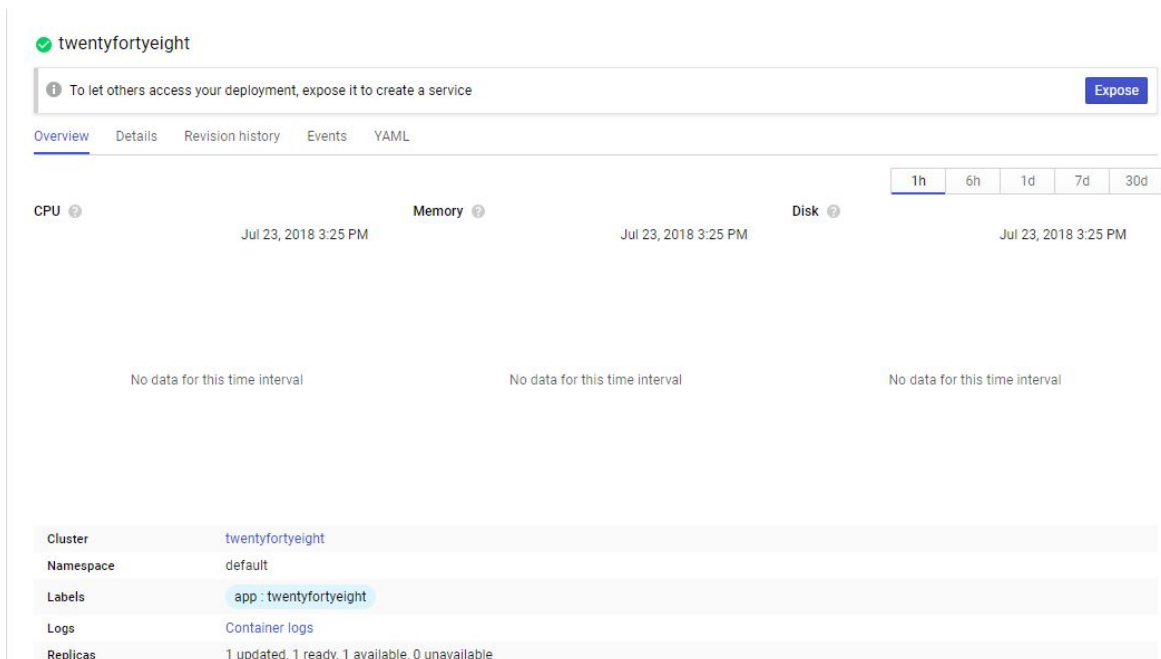 twentyfortyeight
To let others access your deployment, expose it to create a service
Expose
Overview Details Revision history Events YAML
1h 6h 1d 7d 30d
CPU Memory Disk
Jul 23, 2018 3:25 PM Jul 23, 2018 3:25 PM Jul 23, 2018 3:25 PM
No data for this time interval No data for this time interval No data for this time interval
Cluster twentyfortyeight
Namespace default
Labels app : twentyfortyeight
Logs Container logs
Replicas 1 updated, 1 ready, 1 available, 0 unavailable